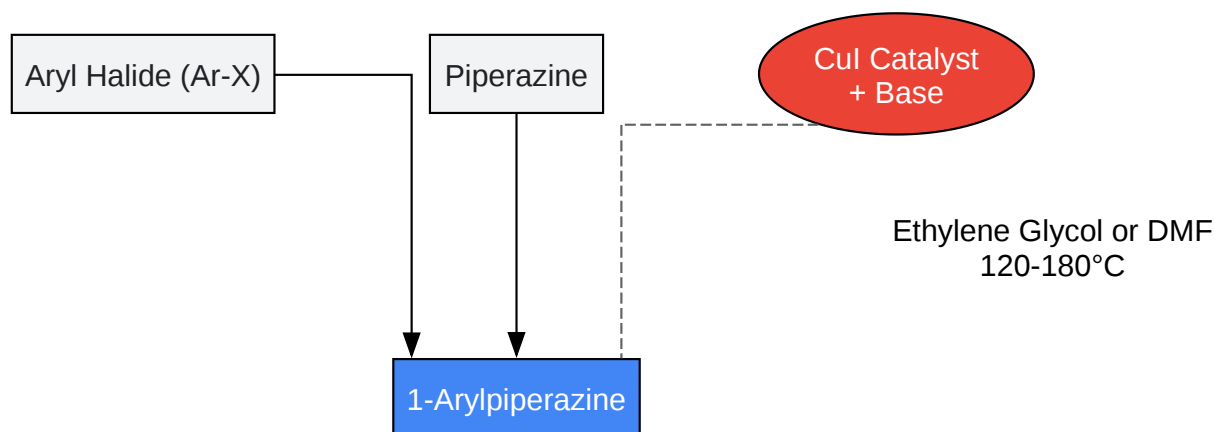 Aryl Halide (Ar-X)
Piperazine
CuI Catalyst
+ Base
Ethylene Glycol or DMF
120-180°C
1-Arylpiperazine